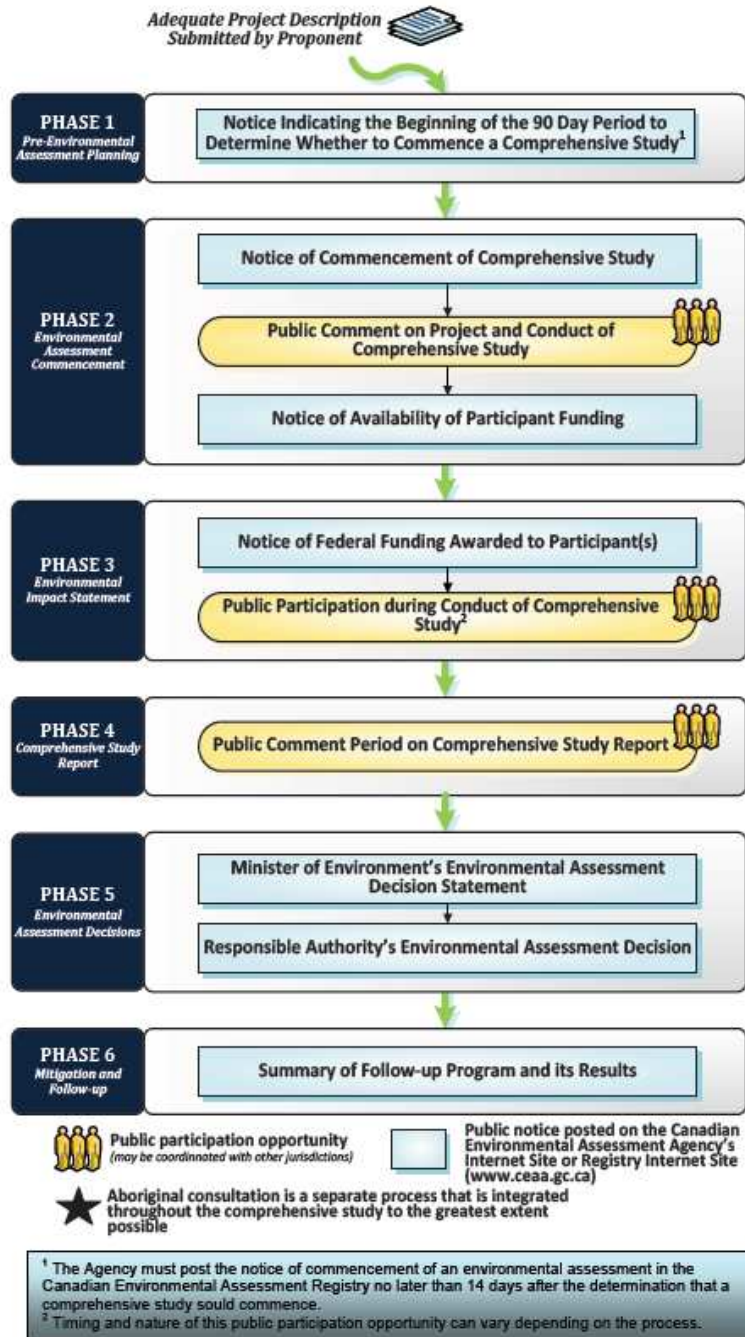 Adequate Project Description
Submitted by Proponent
PHASE 1
Pre-Environmental
Assessment Planning
Notice Indicating the Beginning of the 90 Day Period to
Determine Whether to Commence a Comprehensive Study¹
PHASE 2
Environmental
Assessment
Commencement
Notice of Commencement of Comprehensive Study
Public Comment on Project and Conduct of
Comprehensive Study
Notice of Availability of Participant Funding
PHASE 3
Environmental
Impact Statement
Notice of Federal Funding Awarded to Participant(s)
Public Participation during Conduct of Comprehensive
Study²
PHASE 4
Comprehensive Study
Report
Public Comment Period on Comprehensive Study Report
PHASE 5
Environmental
Assessment Decisions
Minister of Environment's Environmental Assessment
Decision Statement
Responsible Authority's Environmental Assessment Decision
PHASE 6
Mitigation and
Follow-up
Summary of Follow-up Program and its Results
Public participation opportunity
(may be coordinnated with other jurisdictions)
Public notice posted on the Canadian
Environmental Assessment Agency's
Internet Site or Registry Internet Site
(www.ceaa.gc.ca)
Aboriginal consultation is a separate process that is integrated
throughout the comprehensive study to the greatest extent
possible
¹ The Agency must post the notice of commencement of an environmental assessment in the
Canadian Environmental Assessment Registry no later than 14 days after the determination that a
comprehensive study sould commence.
² Timing and nature of this public participation opportunity can vary depending on the process.